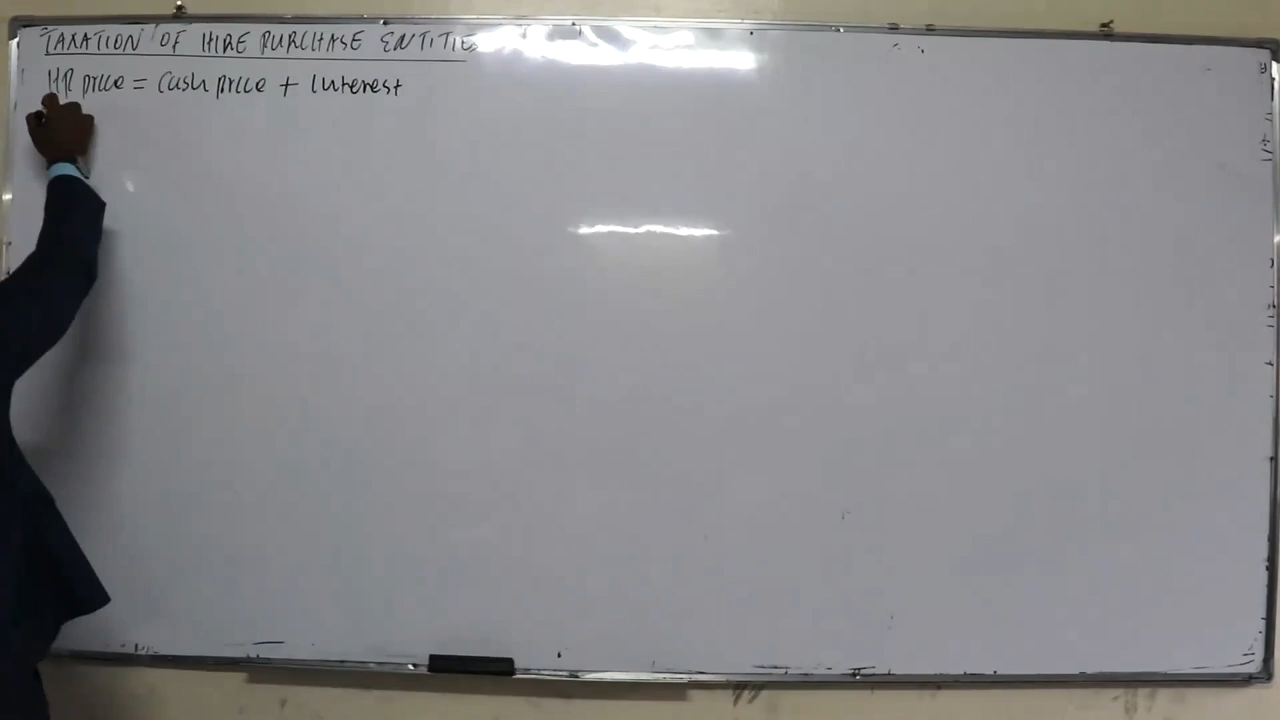 TAXATION OF HIRE PURCHASE ENTITIES
HP price = Cash price + Interest